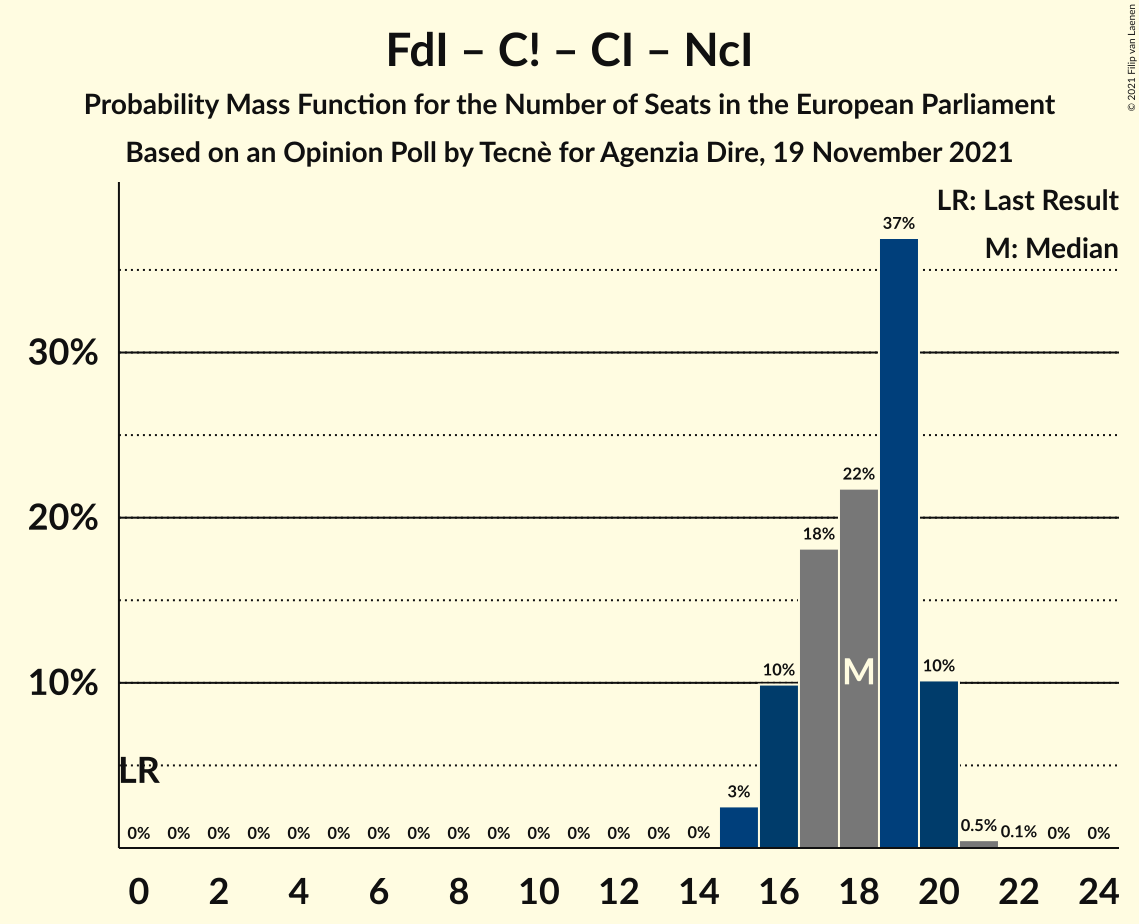 FdI – C! – CI – NcI
Probability Mass Function for the Number of Seats in the European Parliament
Based on an Opinion Poll by Tecnè for Agenzia Dire, 19 November 2021
© 2021 Filip van Laenen
LR: Last Result
M: Median
37%
30%
22%
20%
18%
10%
10%
10%
M
LR
3%
0% 0% 0% 0% 0% 0% 0% 0% 0% 0% 0% 0% 0% 0% 0% 0.5% 0.1% 0% 0%
0 2 4 6 8 10 12 14 16 18 20 22 24